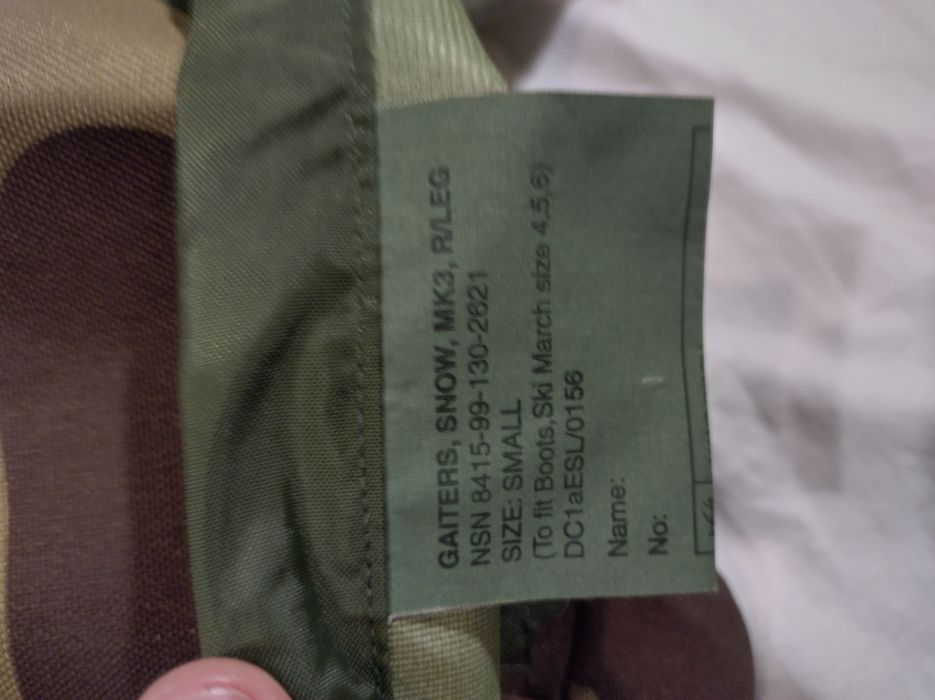 GAITERS, SNOW, MK3, R/LEG
NSN 8415-99-130-2621
SIZE: SMALL
(To fit Boots,Ski March size 4,5,6)
DC1aESL/0156
Name:
No: